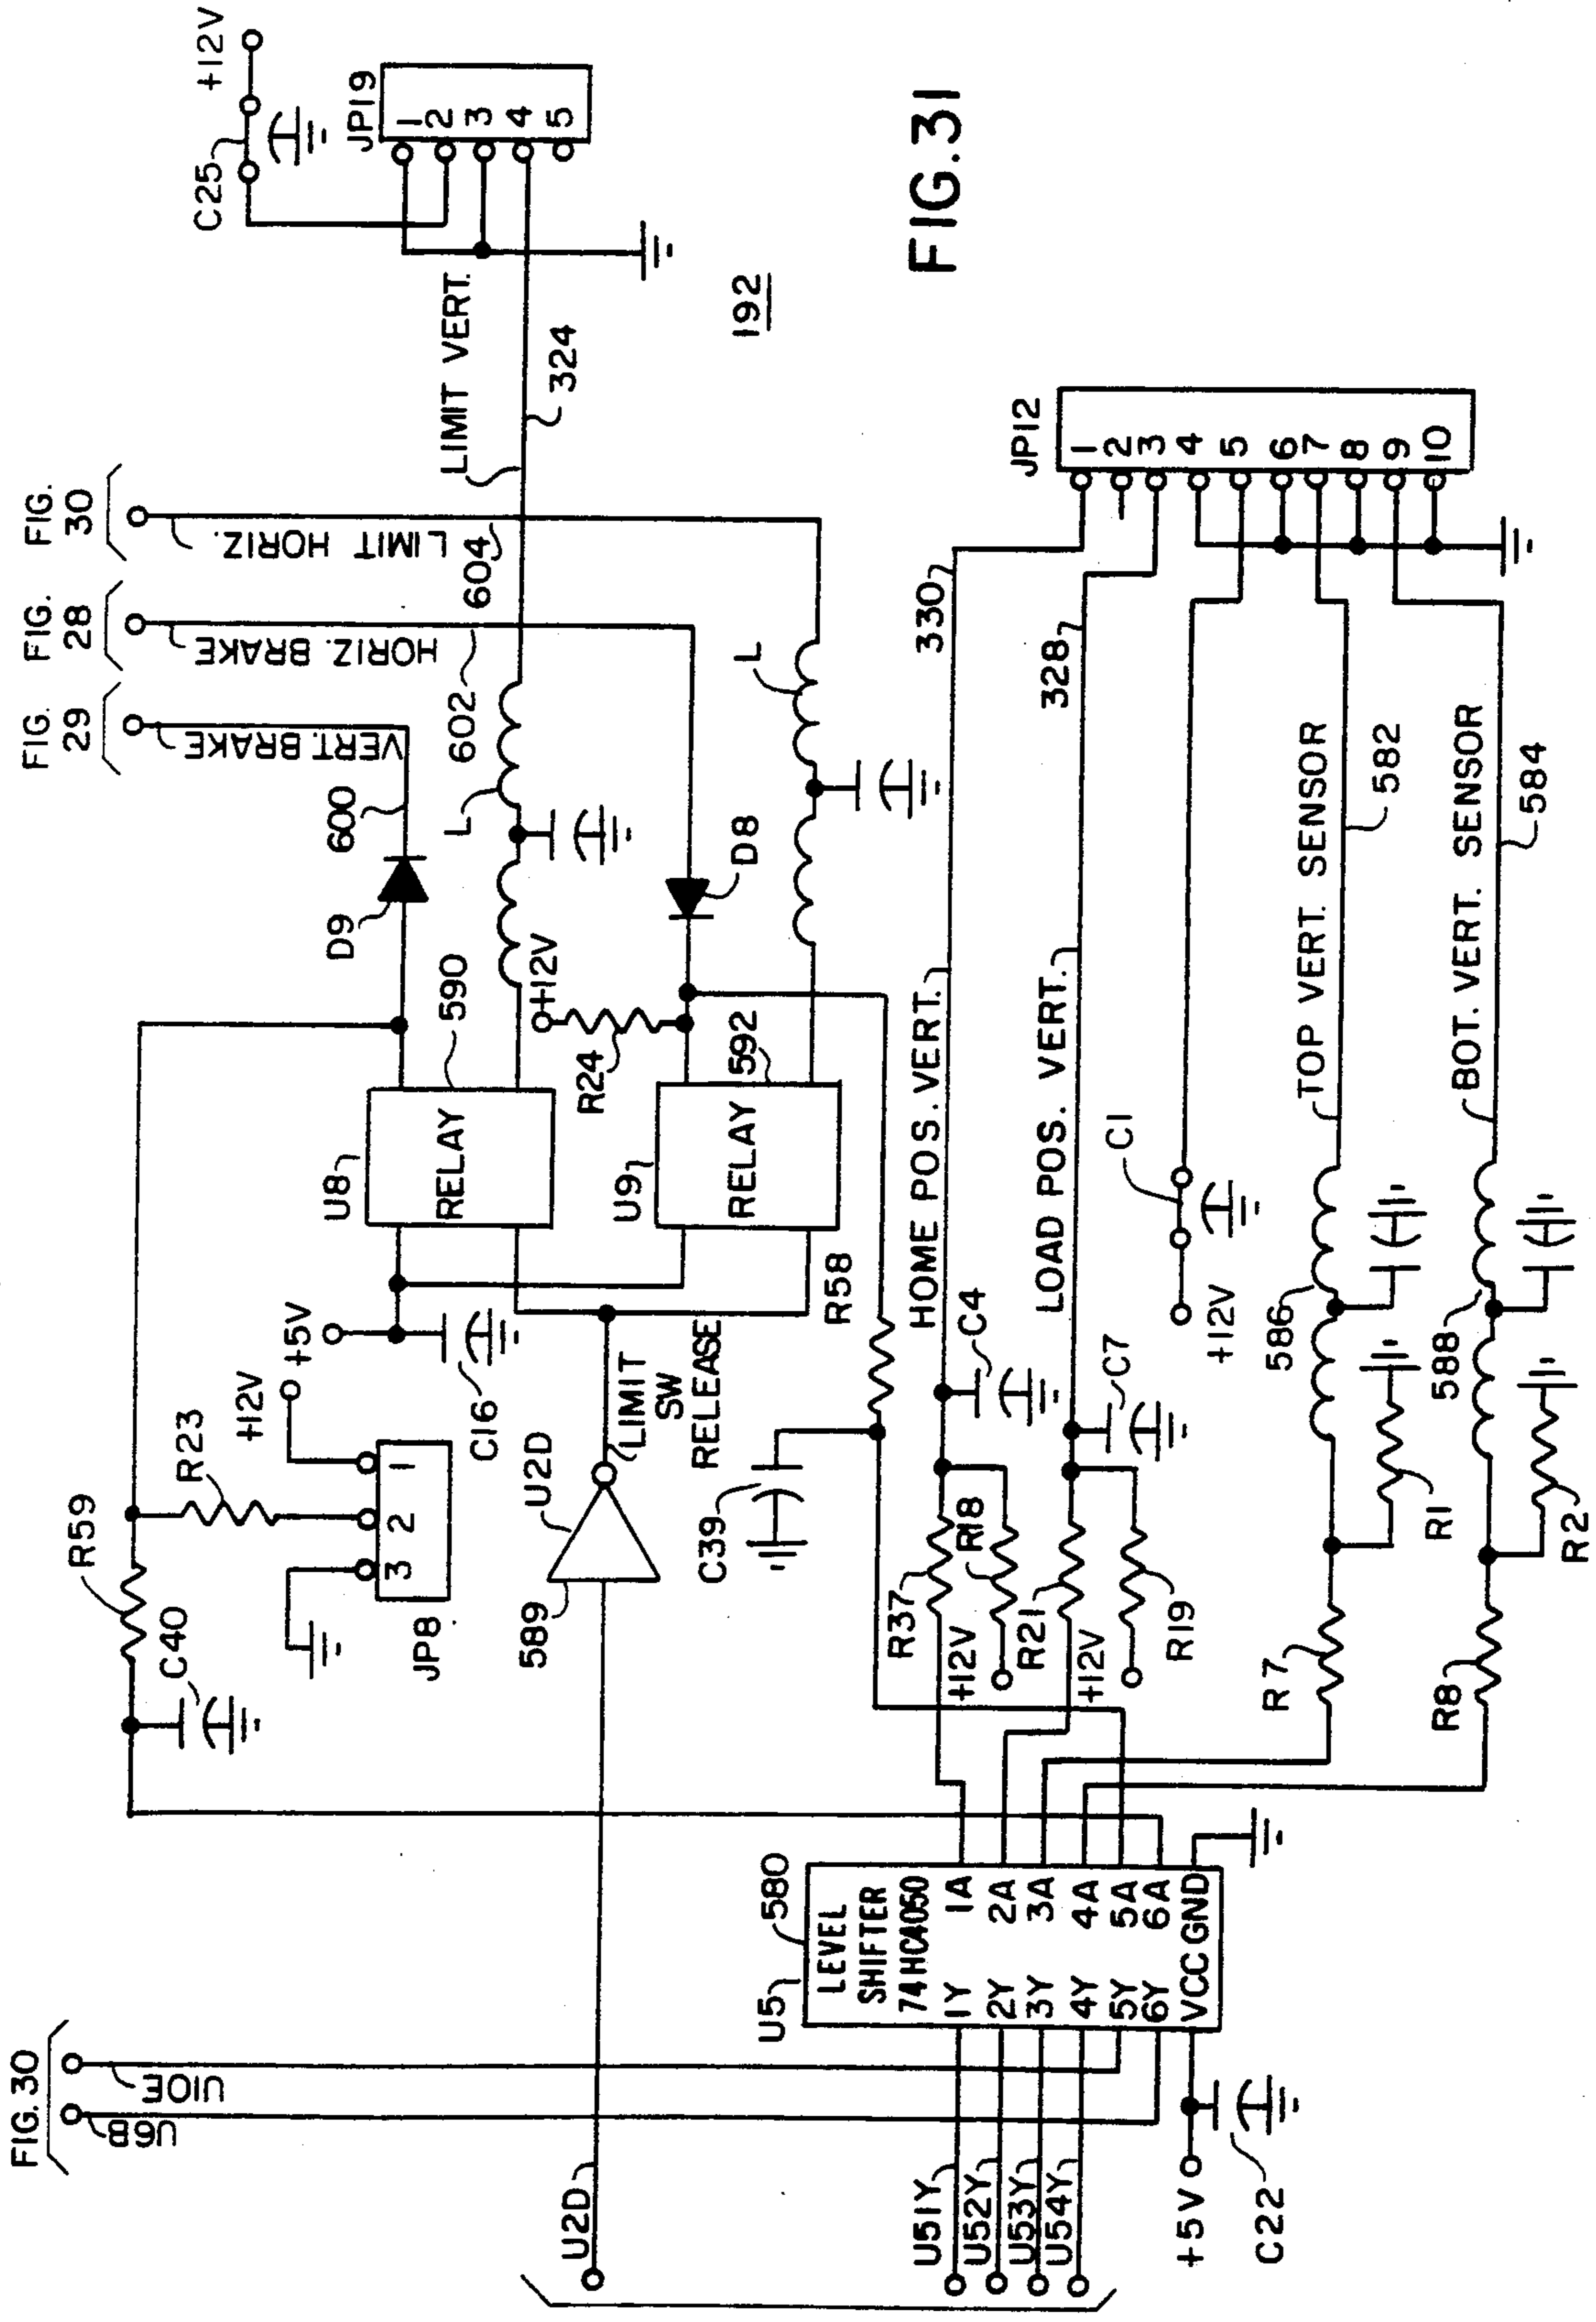 FIG. 30
U6B
U10E
FIG. 29
VERT. BRAKE
FIG. 28
HORIZ. BRAKE
FIG. 30
LIMIT HORIZ.
+12V
C25
JP19
1
2
3
4
5
R59
C40
R23
+12V
3
2
1
JP8
+5V
C16
U8
RELAY
590
D9
600
L
602
604
LIMIT VERT.
324
192
FIG.31
U2D
589
U2D
LIMIT
SW
RELEASE
U9
RELAY
592
R24
+12V
D8
L
R58
C39
U5
580
LEVEL
SHIFTER
74HC4050
1Y 1A
2Y 2A
3Y 3A
4Y 4A
5Y 5A
6Y 6A
VCC GND
U51Y
U52Y
U53Y
U54Y
+5V
C22
R37
+12V
R18
HOME POS. VERT.
C4
330
R21
+12V
R19
LOAD POS. VERT.
C7
328
+12V
C1
R7
R1
586
TOP VERT. SENSOR
582
R8
R2
588
BOT. VERT. SENSOR
584
JP12
1
2
3
4
5
6
7
8
9
10